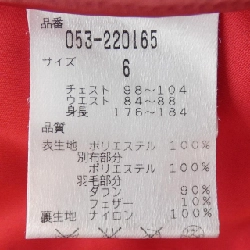 品番
053-220165
サイズ
6
チェスト 98～104
ウエスト 84～88
身長 176～184
品質
表生地 ポリエステル 100%
別布部分
ポリエステル 100%
羽毛部分
ダウン 90%
フェザー 10%
裏生地 ナイロン 100%